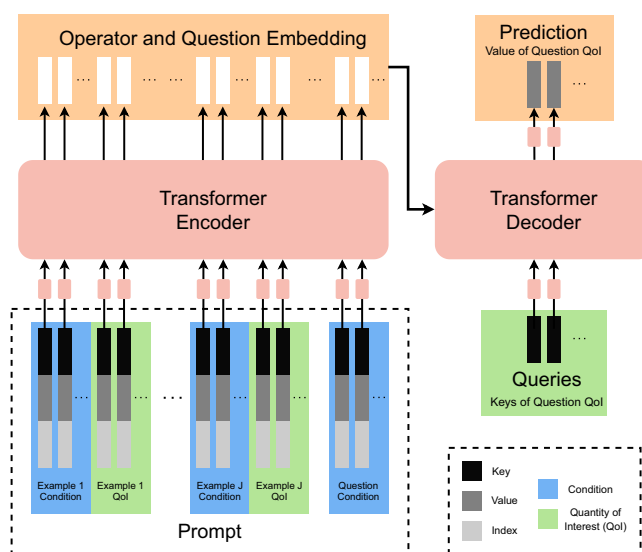 Operator and Question Embedding
... ... ... ... ... ... ...
Prediction
Value of Question QoI
...
Transformer
Encoder
Transformer
Decoder
... ... ... ... ... ...
Example 1
Condition
Example 1
QoI
Example J
Condition
Example J
QoI
Question
Condition
Prompt
...
Queries
Keys of Question QoI
Key
Value
Index
Condition
Quantity
of Interest (QoI)